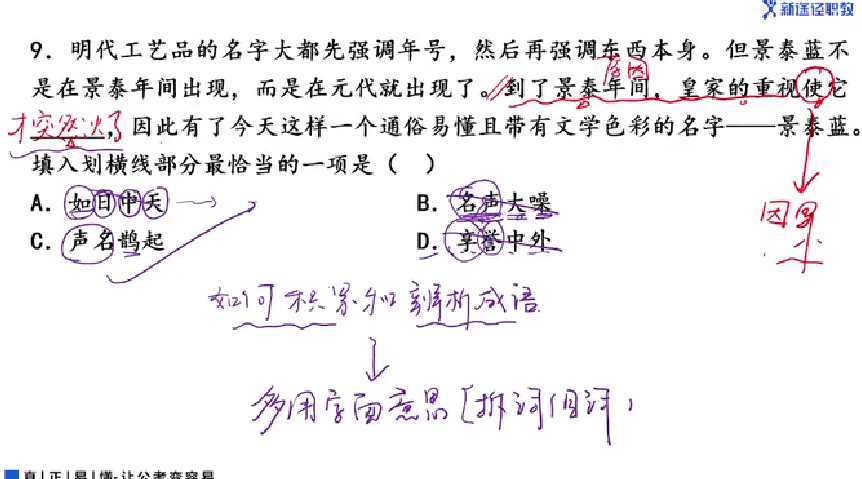 新途径职教
9. 明代工艺品的名字大都先强调年号，然后再强调东西本身。但景泰蓝不
原因
是在景泰年间出现，而是在元代就出现了。到了景泰年间，皇家的重视使它
才突然火了，因此有了今天这样一个通俗易懂且带有文学色彩的名字——景泰蓝。
填入划横线部分最恰当的一项是（ ）
A. 如日中天 B. 名声大噪
因果
C. 声名鹊起 D. 享誉中外
如何积累和辨析成语
多用字面意思[拆词组词]
真|正|易|懂·让公考变容易